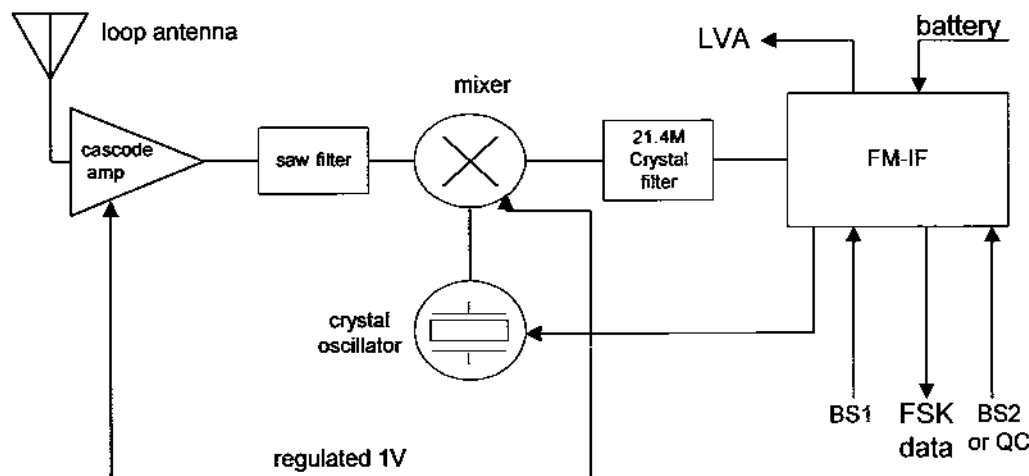 loop antenna
LVA
battery
mixer
cascode
amp
saw filter
21.4M
Crystal
filter
FM-IF
crystal
oscillator
BS1
FSK
data
BS2
or QC
regulated 1V